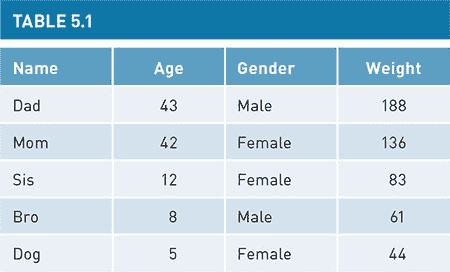 TABLE 5.1
Name Age Gender Weight
Dad 43 Male 188
Mom 42 Female 136
Sis 12 Female 83
Bro 8 Male 61
Dog 5 Female 44